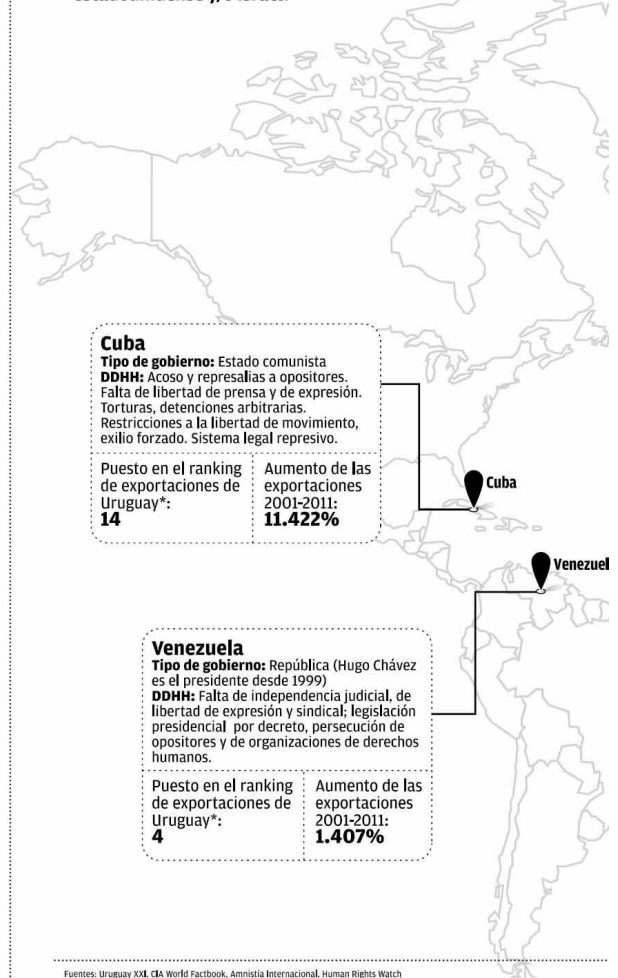 Cuba
Tipo de gobierno: Estado comunista
DDHH: Acoso y represalias a opositores.
Falta de libertad de prensa y de expresión.
Torturas, detenciones arbitrarias.
Restricciones a la libertad de movimiento,
exilio forzado. Sistema legal represivo.
Puesto en el ranking
de exportaciones de
Uruguay*:
14
Aumento de las
exportaciones
2001-2011:
11.422%
Cuba
Venezuel
Venezuela
Tipo de gobierno: República (Hugo Chávez
es el presidente desde 1999)
DDHH: Falta de independencia judicial, de
libertad de expresión y sindical; legislación
presidencial por decreto, persecución de
opositores y de organizaciones de derechos
humanos.
Puesto en el ranking
de exportaciones de
Uruguay*:
4
Aumento de las
exportaciones
2001-2011:
1.407%
Fuentes: Uruguay XXI, CIA World Factbook, Amnistía Internacional, Human Rights Watch